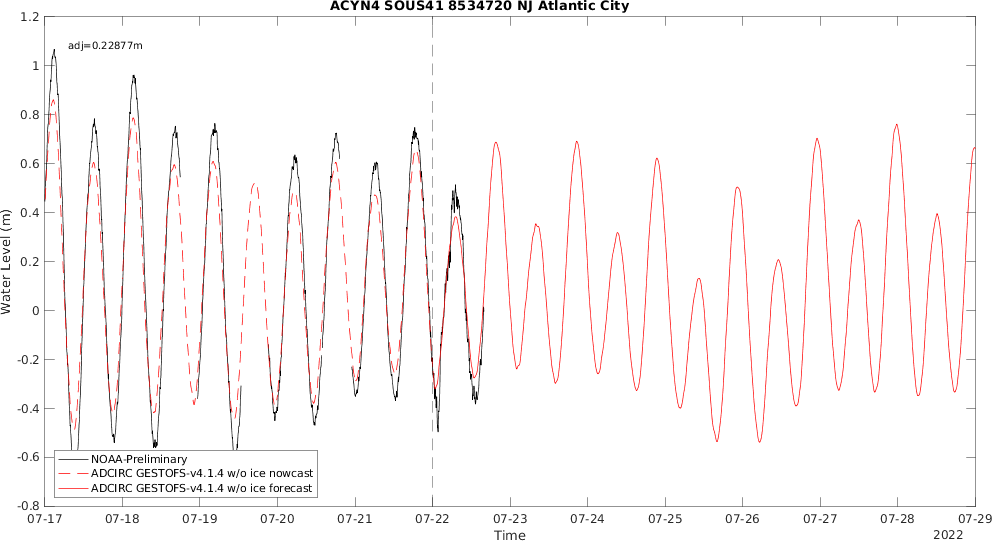 ACYN4 SOUS41 8534720 NJ Atlantic City
adj=0.22877m
1.2
1
0.8
0.6
0.4
0.2
0
-0.2
-0.4
-0.6
-0.8
Water Level (m)
NOAA-Preliminary
ADCIRC GESTOFS-v4.1.4 w/o ice nowcast
ADCIRC GESTOFS-v4.1.4 w/o ice forecast
07-17 07-18 07-19 07-20 07-21 07-22 07-23 07-24 07-25 07-26 07-27 07-28 07-29
Time
2022